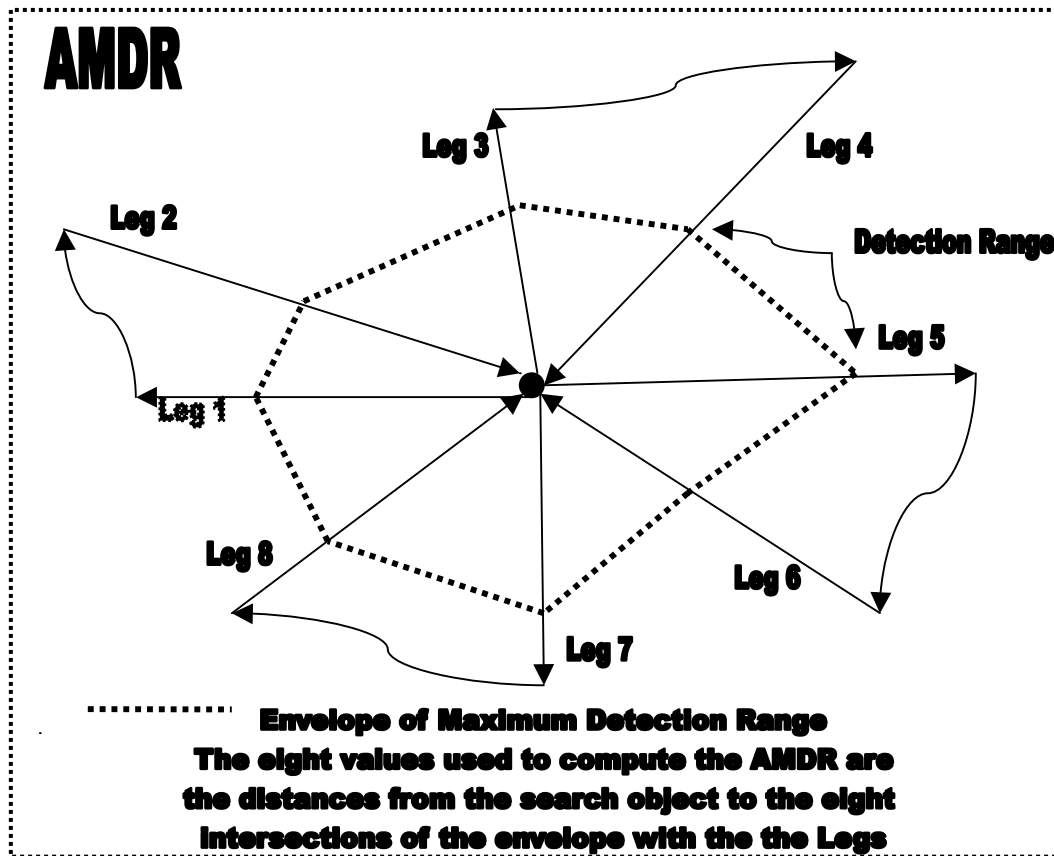 AMDR
Leg 3
Leg 4
Leg 2
Detection Range
Leg 5
Leg 1
Leg 8
Leg 6
Leg 7
Envelope of Maximum Detection Range
The eight values used to compute the AMDR are
the distances from the search object to the eight
intersections of the envelope with the the Legs